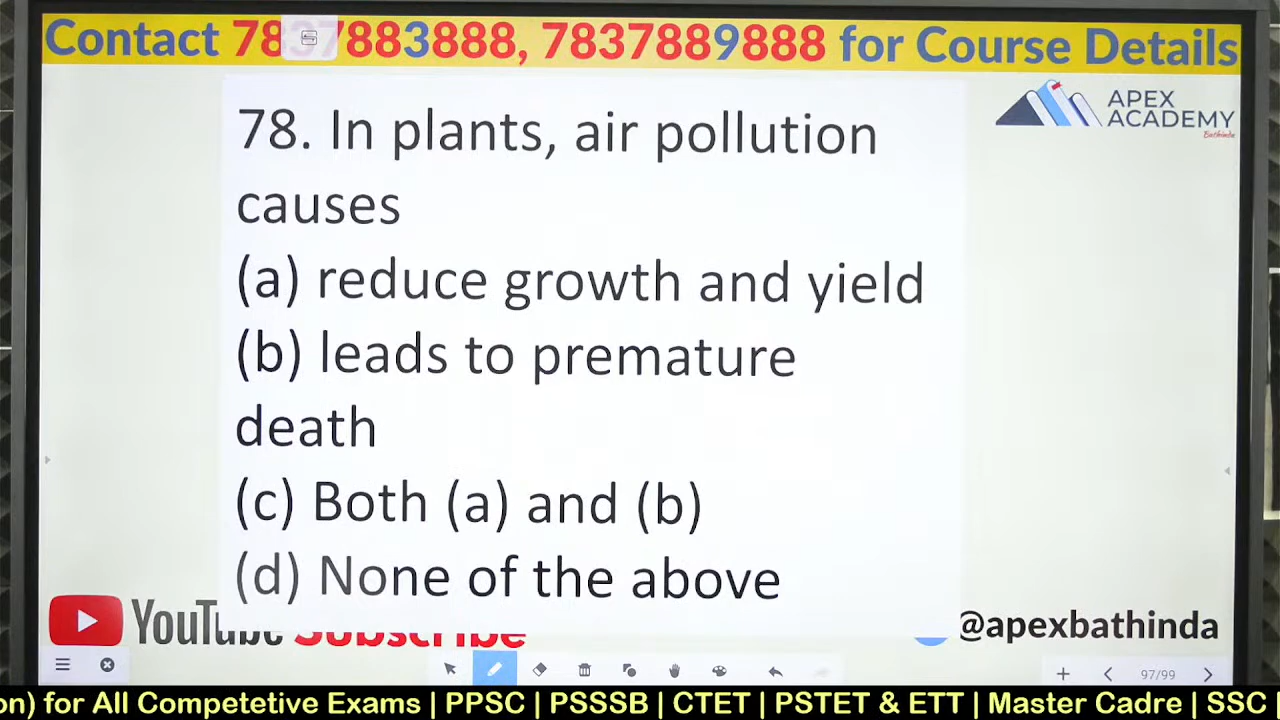 Contact 78 7883888, 7837889888 for Course Details
APEX
ACADEMY
Bathinda
78. In plants, air pollution
causes
(a) reduce growth and yield
(b) leads to premature
death
(c) Both (a) and (b)
(d) None of the above
YouTube Subscribe
@apexbathinda
97/99
on) for All Competetive Exams | PPSC | PSSSB | CTET | PSTET & ETT | Master Cadre | SSC